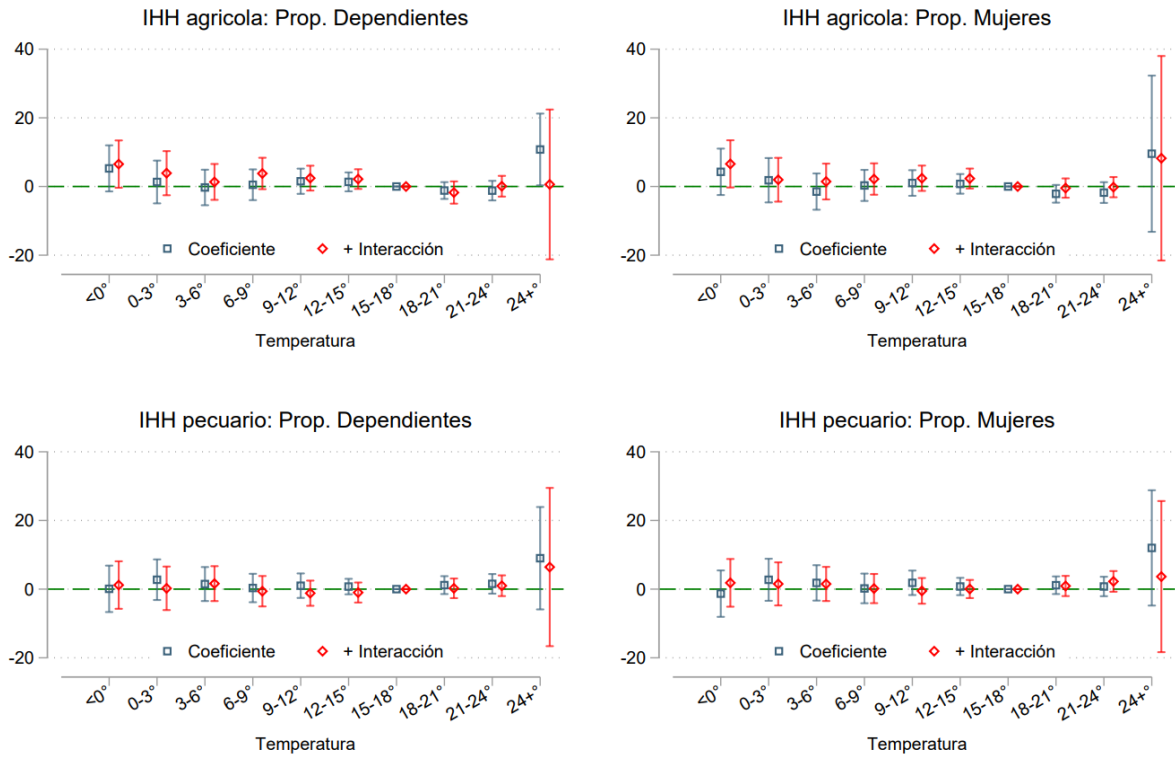 IHH agricola: Prop. Dependientes
40
20
0
-20
Coeficiente
+ Interacción
<0° 0-3° 3-6° 6-9° 9-12° 12-15° 15-18° 18-21° 21-24° 24+°
Temperatura
IHH agricola: Prop. Mujeres
40
20
0
-20
Coeficiente
+ Interacción
<0° 0-3° 3-6° 6-9° 9-12° 12-15° 15-18° 18-21° 21-24° 24+°
Temperatura
IHH pecuario: Prop. Dependientes
40
20
0
-20
Coeficiente
+ Interacción
<0° 0-3° 3-6° 6-9° 9-12° 12-15° 15-18° 18-21° 21-24° 24+°
Temperatura
IHH pecuario: Prop. Mujeres
40
20
0
-20
Coeficiente
+ Interacción
<0° 0-3° 3-6° 6-9° 9-12° 12-15° 15-18° 18-21° 21-24° 24+°
Temperatura